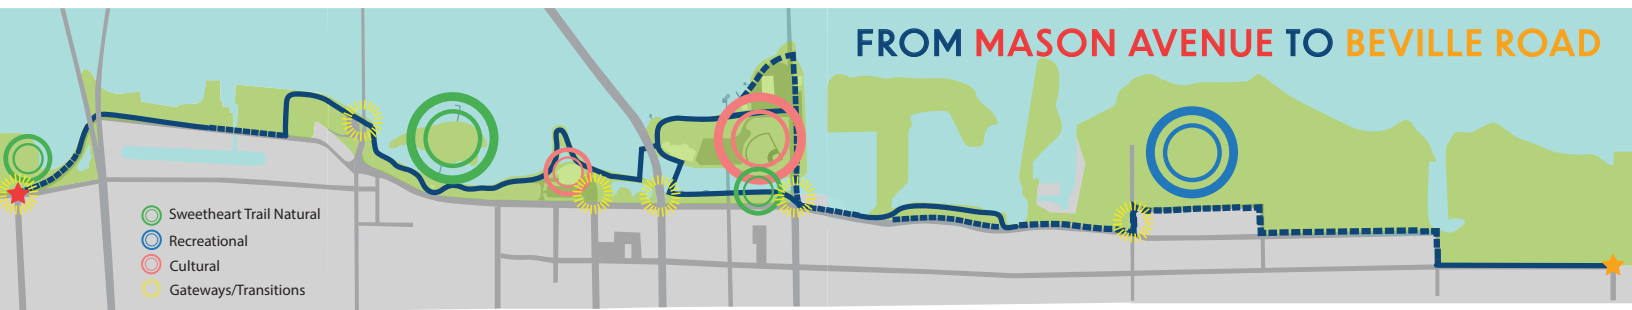 FROM MASON AVENUE TO BEVILLE ROAD
Sweetheart Trail Natural
Recreational
Cultural
Gateways/Transitions